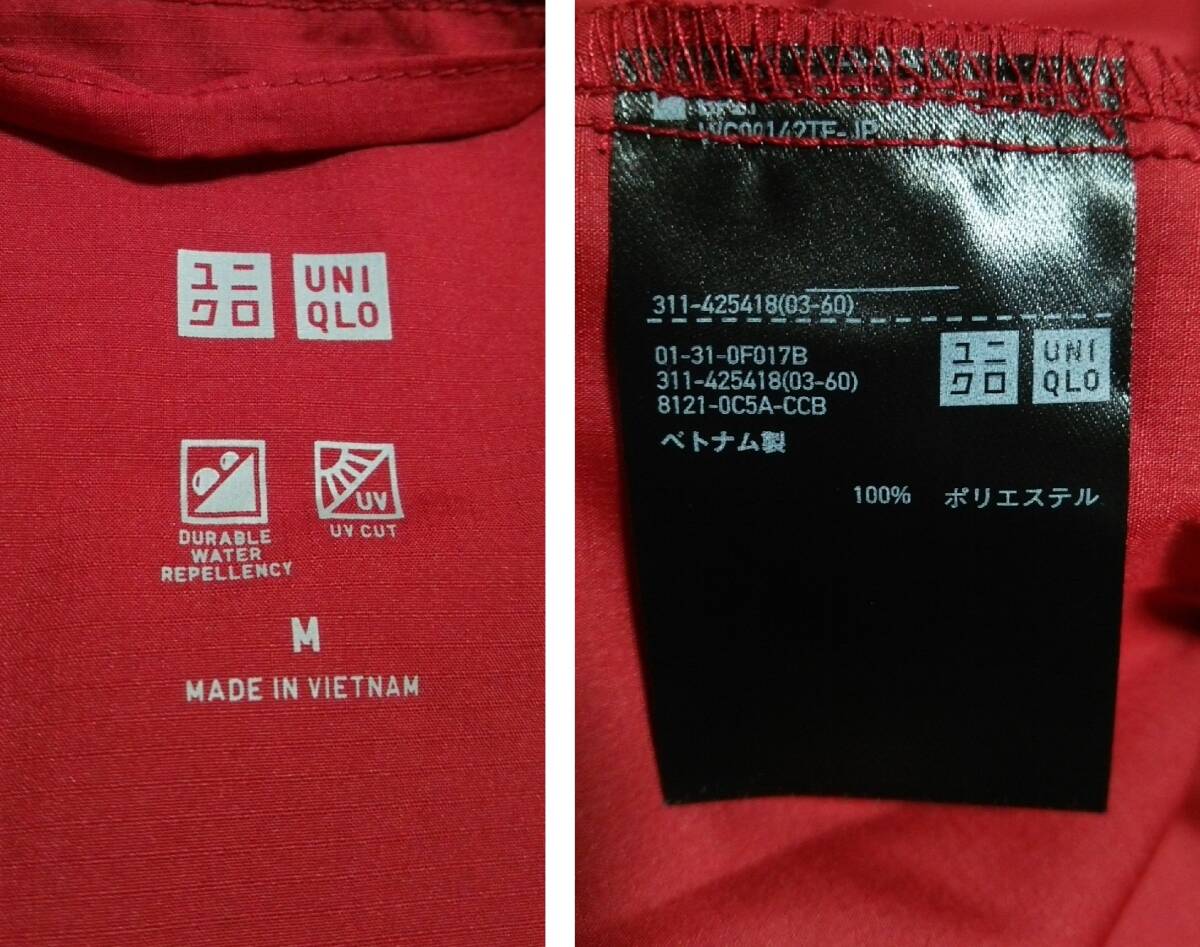 ユニ
クロ
UNI
QLO
UV
DURABLE
WATER
REPELLENCY
UV CUT
M
MADE IN VIETNAM
311-425418(03-60)
01-31-0F017B
311-425418(03-60)
8121-0C5A-CCB
ユニ
クロ
UNI
QLO
ベトナム製
100% ポリエステル